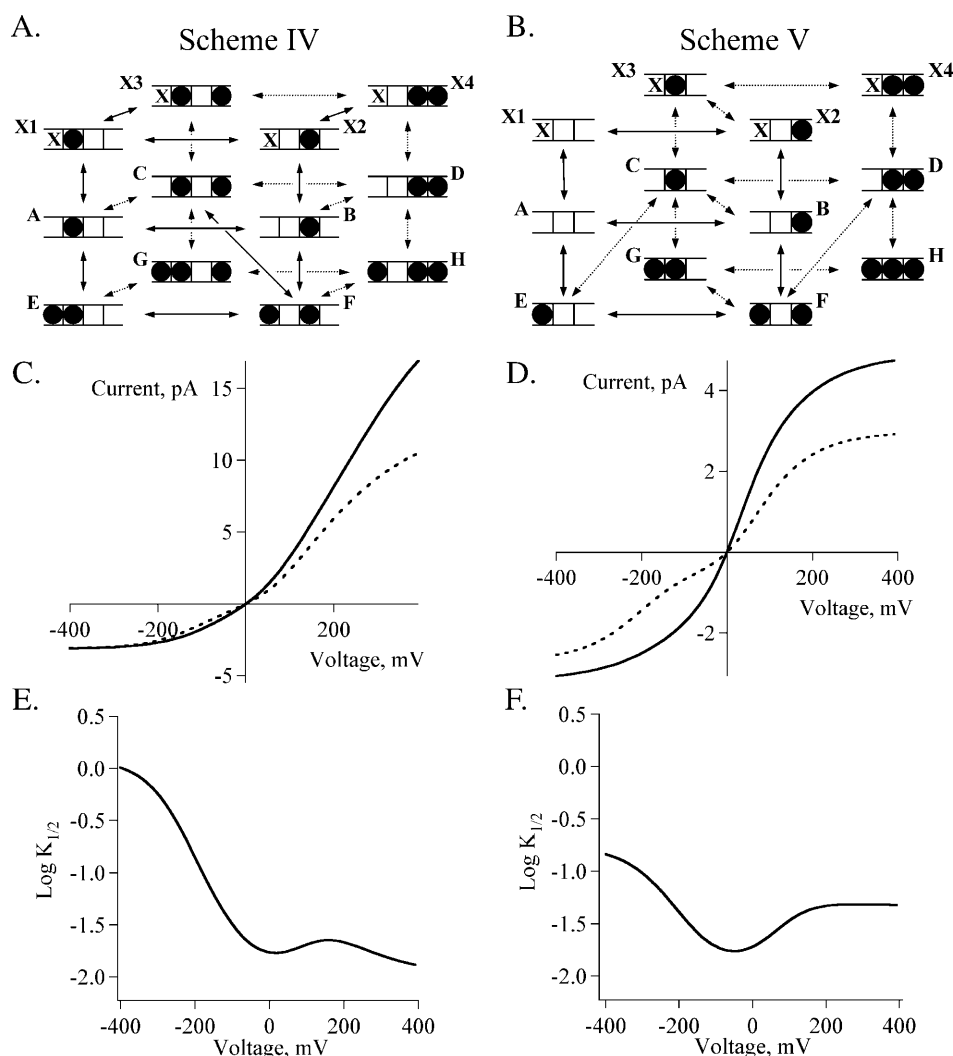 A.
Scheme IV
B.
Scheme V
X3
X4
X3
X4
X
X
X
X
X1
X2
X1
X2
X
X
X
X
C
D
C
D
A
B
A
B
G
H
G
H
E
F
E
F
C.
Current, pA
15
10
5
-400
-200
200
Voltage, mV
-5
D.
Current, pA
4
2
-400
-200
200
400
Voltage, mV
-2
E.
0.5
0.0
-0.5
-1.0
-1.5
-2.0
Log K1/2
-400
-200
0
200
400
Voltage, mV
F.
0.5
0.0
-0.5
-1.0
-1.5
-2.0
Log K1/2
-400
-200
0
200
400
Voltage, mV